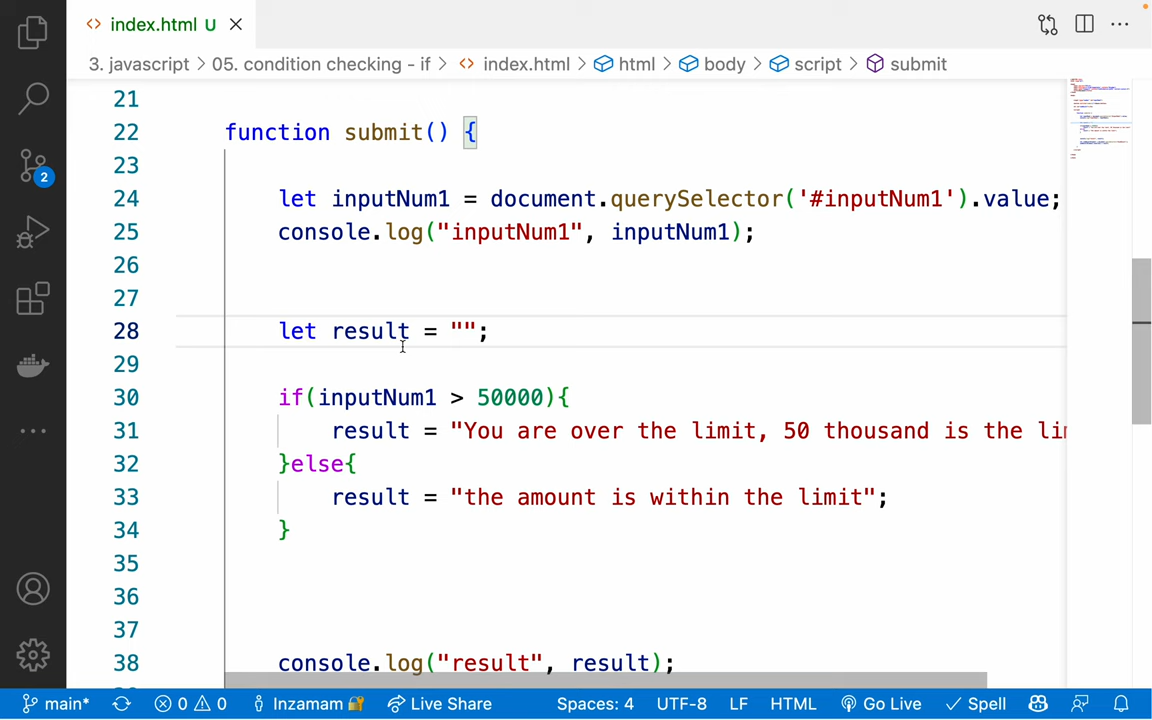 index.html U
3. javascript > 05. condition checking - if > index.html > html > body > script > submit
21
22 function submit() {
23
24 let inputNum1 = document.querySelector('#inputNum1').value;
25 console.log("inputNum1", inputNum1);
26
27
28 let result = "";
29
30 if(inputNum1 > 50000){
31 result = "You are over the limit, 50 thousand is the li
32 }else{
33 result = "the amount is within the limit";
34 }
35
36
37
38 console.log("result", result);
2
main* 0 0 Inzamam Live Share Spaces: 4 UTF-8 LF HTML Go Live Spell